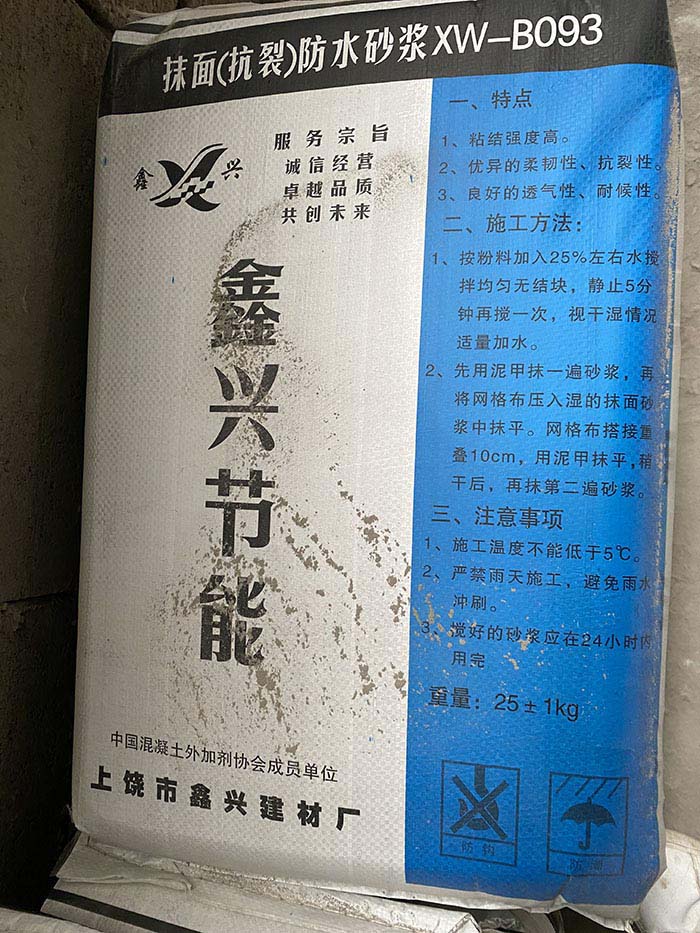 抹面(抗裂)防水砂浆XW-B093
鑫
兴
服务宗旨
诚信经营
卓越品质
共创未来
鑫兴节能
中国混凝土外加剂协会成员单位
上饶市鑫兴建材厂
一、特点
1、粘结强度高。
2、优异的柔韧性、抗裂性。
3、良好的透气性、耐候性。
二、施工方法:
1、按粉料加入25%左右水搅
拌均匀无结块，静止5分
钟再搅一次，视干湿情况
适量加水。
2、先用泥甲抹一遍砂浆，再
将网格布压入湿的抹面砂
浆中抹平。网格布搭接重
叠10cm，用泥甲抹平,稍
干后，再抹第二遍砂浆。
三、注意事项
1、施工温度不能低于5℃。
2、严禁雨天施工，避免雨水
冲刷。
3、搅好的砂浆应在24小时内
用完
重量：25±1kg
防钩
防潮